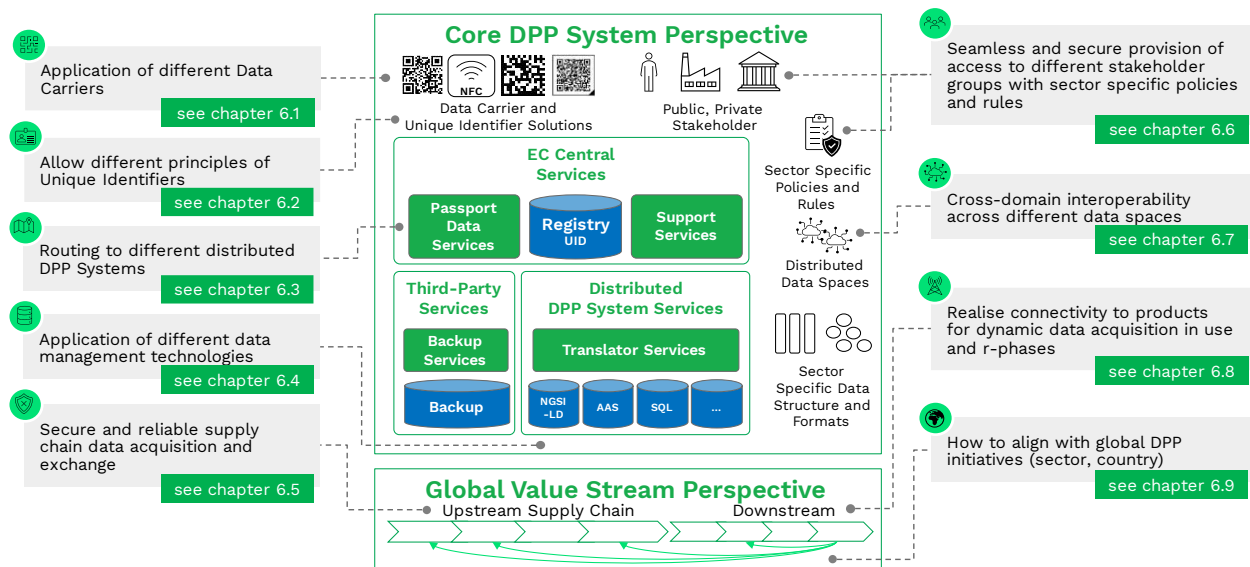 Application of different Data
Carriers
see chapter 6.1
Allow different principles of
Unique Identifiers
see chapter 6.2
Routing to different distributed
DPP Systems
see chapter 6.3
Application of different data
management technologies
see chapter 6.4
Secure and reliable supply
chain data acquisition and
exchange
see chapter 6.5
Core DPP System Perspective
NFC
Data Carrier and
Unique Identifier Solutions
Public, Private
Stakeholder
EC Central
Services
Passport
Data
Services
Registry
UID
Support
Services
Third-Party
Services
Backup
Services
Backup
Distributed
DPP System Services
Translator Services
NGSI
-LD
AAS
SQL
...
Sector Specific
Policies and
Rules
Distributed
Data Spaces
Sector
Specific Data
Structure and
Formats
Global Value Stream Perspective
Upstream Supply Chain
Downstream
Seamless and secure provision of
access to different stakeholder
groups with sector specific policies
and rules
see chapter 6.6
Cross-domain interoperability
across different data spaces
see chapter 6.7
Realise connectivity to products
for dynamic data acquisition in use
and r-phases
see chapter 6.8
How to align with global DPP
initiatives (sector, country)
see chapter 6.9